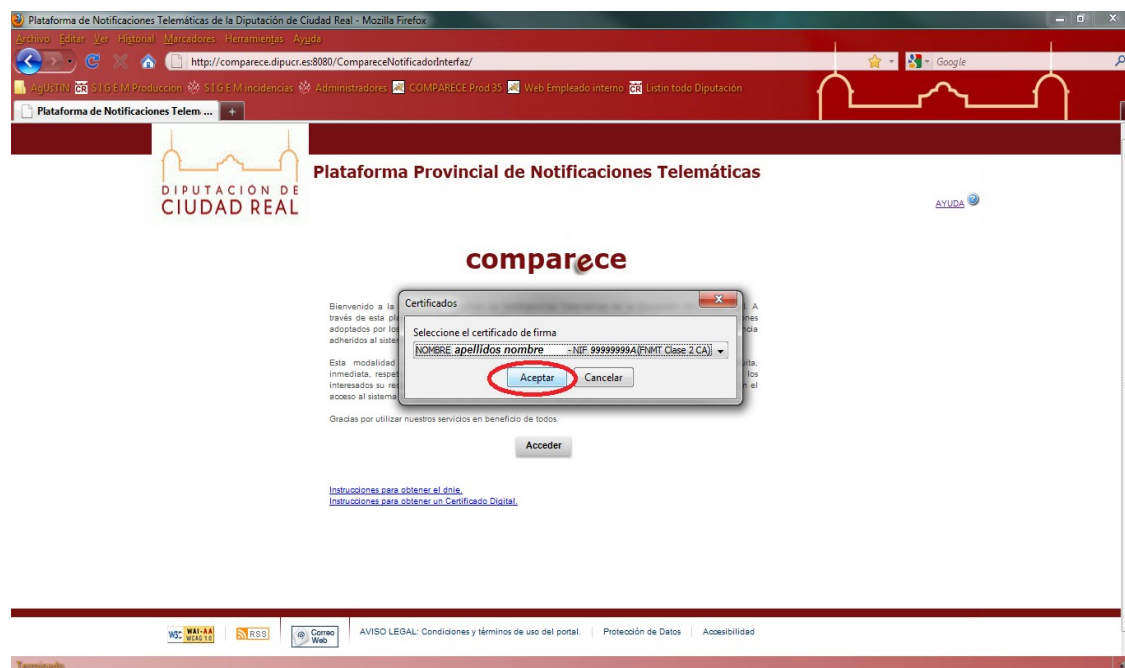 Plataforma de Notificaciones Telemáticas de la Diputación de Ciudad Real - Mozilla Firefox
Archivo Editar Ver Historial Marcadores Herramientas Ayuda
http://comparece.dipucr.es:8080/CompareceNotificadorInterfaz/
Google
AgUsTíN SIGEM Produccion SIGEM incidencias Administradores COMPARECE Prod 35 Web Empleado interno Listin todo Diputación
Plataforma de Notificaciones Telem ...
DIPUTACIÓN DE
CIUDAD REAL
Plataforma Provincial de Notificaciones Telemáticas
AYUDA
comparece
Certificados
Seleccione el certificado de firma
NOMBRE apellidos nombre - NIF 99999999A (FNMT Clase 2 CA)
Aceptar Cancelar
Bienvenido a la
través de esta
adoptados por
adheridos al
Esta modalidad
inmediata,
interesados su
acceso al sistema
Gracias por utilizar nuestros servicios en beneficio de todos.
Acceder
Instrucciones para obtener el dnie.
Instrucciones para obtener un Certificado Digital.
W3C WAI-AA WCAG 1.0
RSS
Correo Web
AVISO LEGAL: Condiciones y términos de uso del portal. Protección de Datos Accesibilidad
Terminado